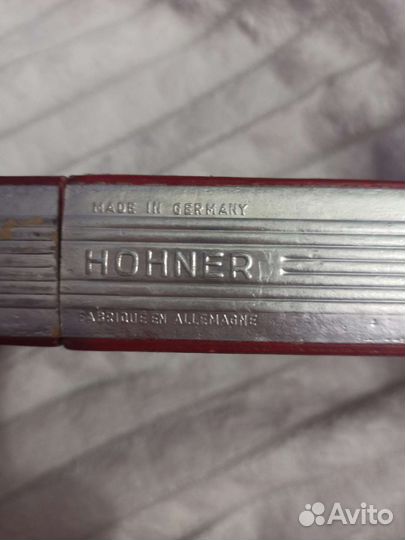 MADE IN GERMANY
HOHNER
FABRIQUE EN ALLEMAGNE
Avito